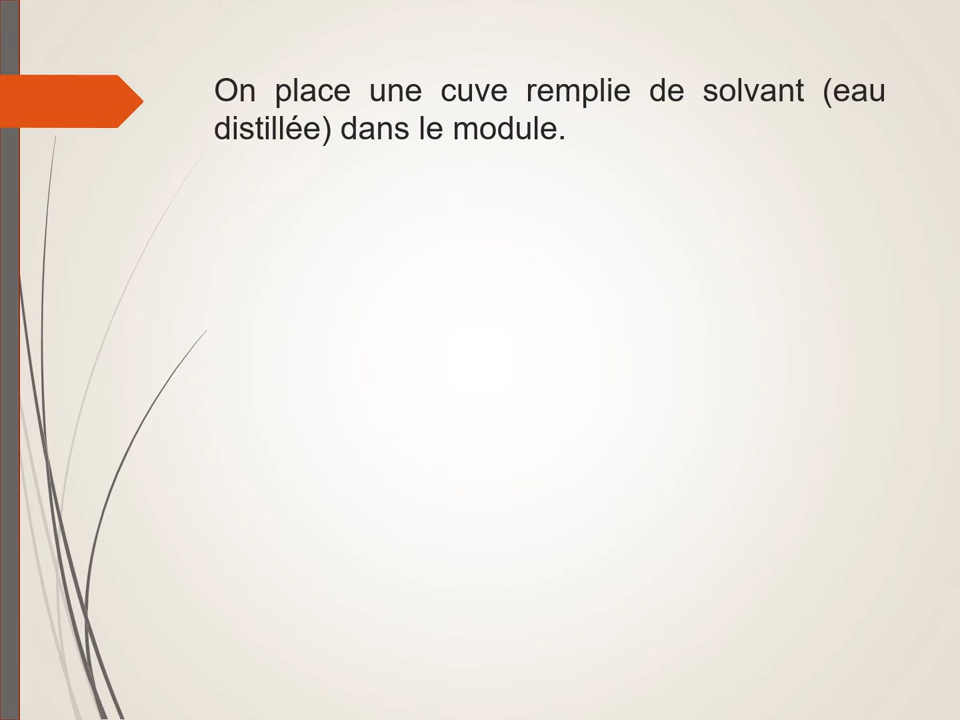 On place une cuve remplie de solvant (eau
distillée) dans le module.